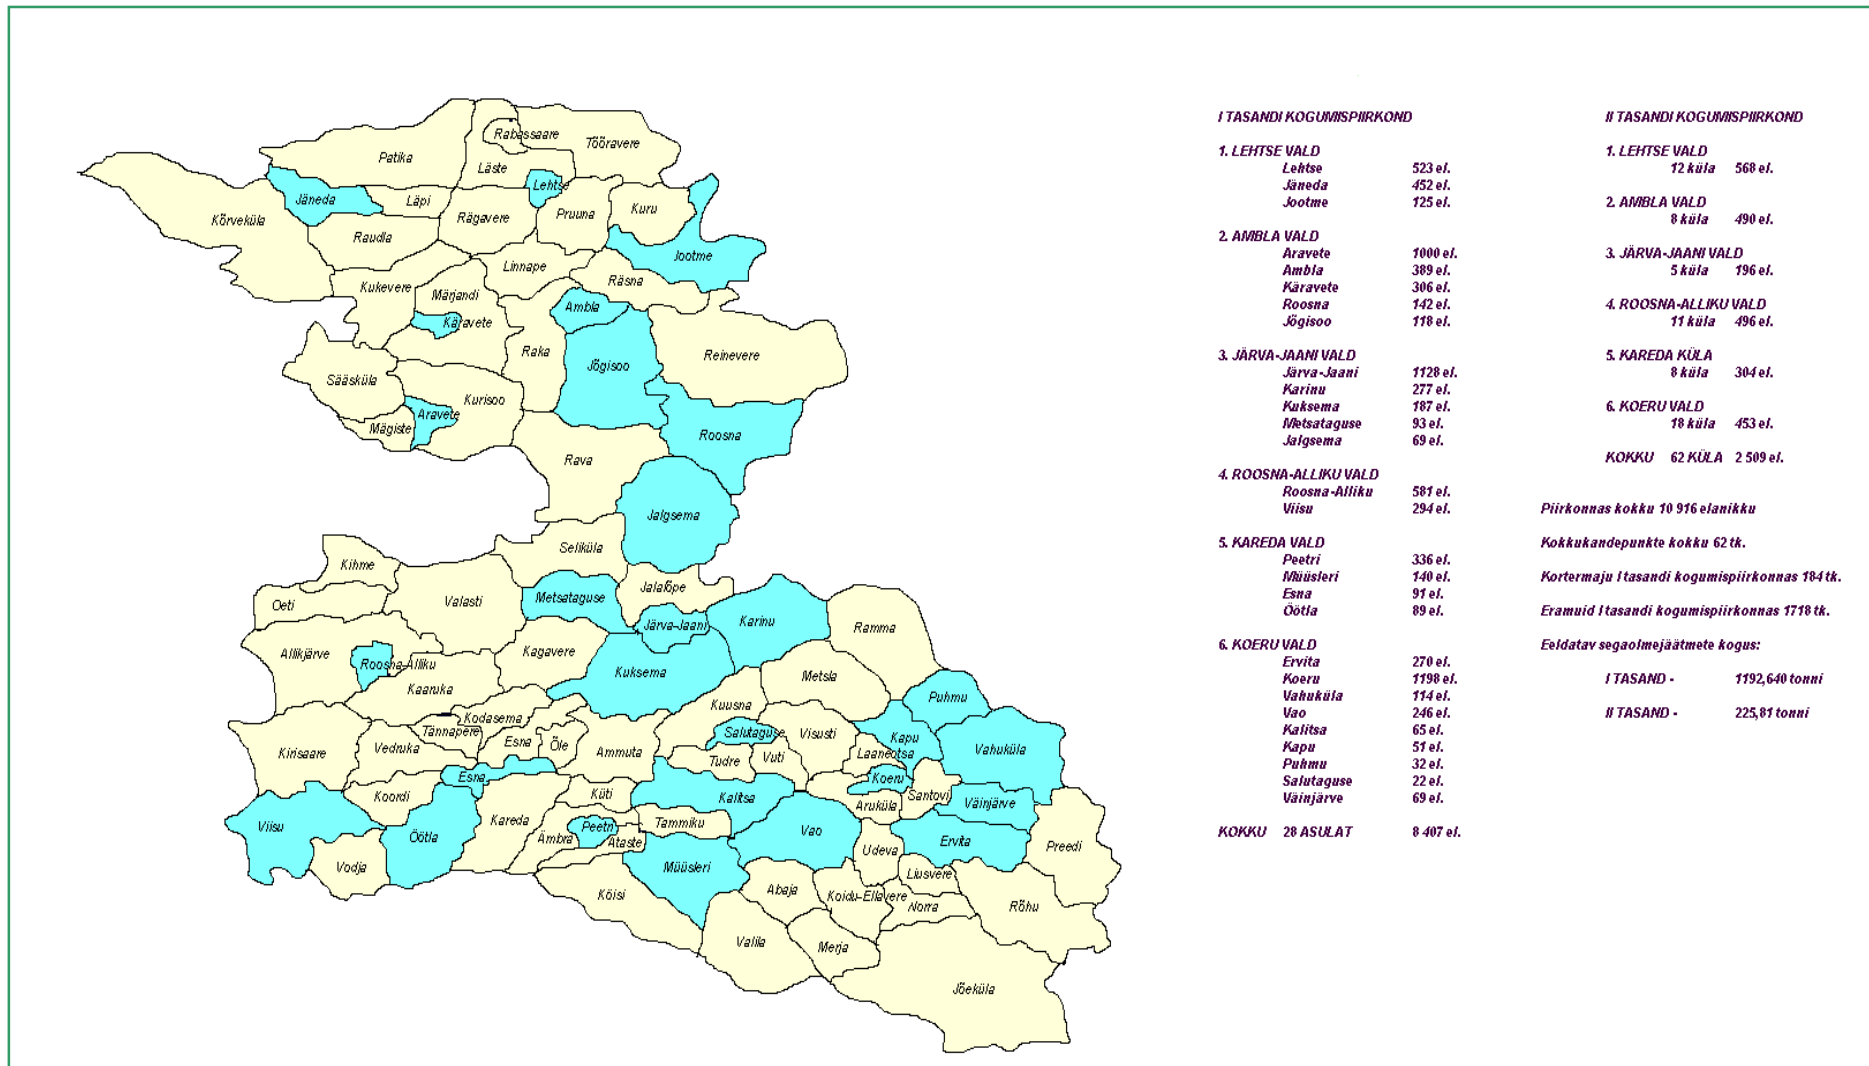 Rabassaare
Tööravere
Patika
Läste
Lehtse
Jäneda
Läpi
Kõrveküla
Rägavere
Pruuna
Kuru
Raudla
Jootme
Linnape
Räsna
Kukevere
Märjandi
Ambla
Käravete
Raka
Reinevere
Jõgisoo
Sääsküla
Kurisoo
Aravete
Mägiste
Roosna
Rava
Jalgsema
Seliküla
Kihme
Jalalõpe
Oeti
Valasti
Metsataguse
Järva-Jaani
Karinu
Ramma
Allikjärve
Roosna-Alliku
Kagavere
Kuksema
Metsla
Kaaruka
Puhmu
Kuusna
Kodasema
Tännapere
Salutaguse
Visusti
Kapu
Vahuküla
Kirisaare
Vedruka
Esna
Õle
Ammuta
Laaneotsa
Tudre
Vuti
Esna
Koeru
Koordi
Küti
Kalitsa
Santovi
Väinjärve
Aruküla
Viisu
Öötla
Kareda
Peetri
Tammiku
Vao
Ämbra
Ataste
Ervita
Udeva
Preedi
Vodja
Müüsleri
Liusvere
Köisi
Abaja
Koidu-Ellavere
Norra
Rõhu
Valila
Merja
Jõeküla
I TASANDI KOGUMISPIIRKOND
1. LEHTSE VALD
Lehtse 523 el.
Jäneda 452 el.
Jootme 125 el.
2. AMBLA VALD
Aravete 1000 el.
Ambla 389 el.
Käravete 306 el.
Roosna 142 el.
Jõgisoo 118 el.
3. JÄRVA-JAANI VALD
Järva-Jaani 1128 el.
Karinu 277 el.
Kuksema 187 el.
Metsataguse 93 el.
Jalgsema 69 el.
4. ROOSNA-ALLIKU VALD
Roosna-Alliku 581 el.
Viisu 294 el.
5. KAREDA VALD
Peetri 336 el.
Müüsleri 140 el.
Esna 91 el.
Öötla 89 el.
6. KOERU VALD
Ervita 270 el.
Koeru 1198 el.
Vahuküla 114 el.
Vao 246 el.
Kalitsa 65 el.
Kapu 51 el.
Puhmu 32 el.
Salutaguse 22 el.
Väinjärve 69 el.
KOKKU 28 ASULAT 8 407 el.
II TASANDI KOGUMISPIIRKOND
1. LEHTSE VALD
12 küla 568 el.
2. AMBLA VALD
8 küla 490 el.
3. JÄRVA-JAANI VALD
5 küla 196 el.
4. ROOSNA-ALLIKU VALD
11 küla 496 el.
5. KAREDA KÜLA
8 küla 304 el.
6. KOERU VALD
18 küla 453 el.
KOKKU 62 KÜLA 2 509 el.
Piirkonnas kokku 10 916 elanikku
Kokkukandepunkte kokku 62 tk.
Kortermaju I tasandi kogumispiirkonnas 184 tk.
Eramuid I tasandi kogumispiirkonnas 1718 tk.
Eeldatav segaolmejäätmete kogus:
I TASAND - 1192,640 tonni
II TASAND - 225,81 tonni